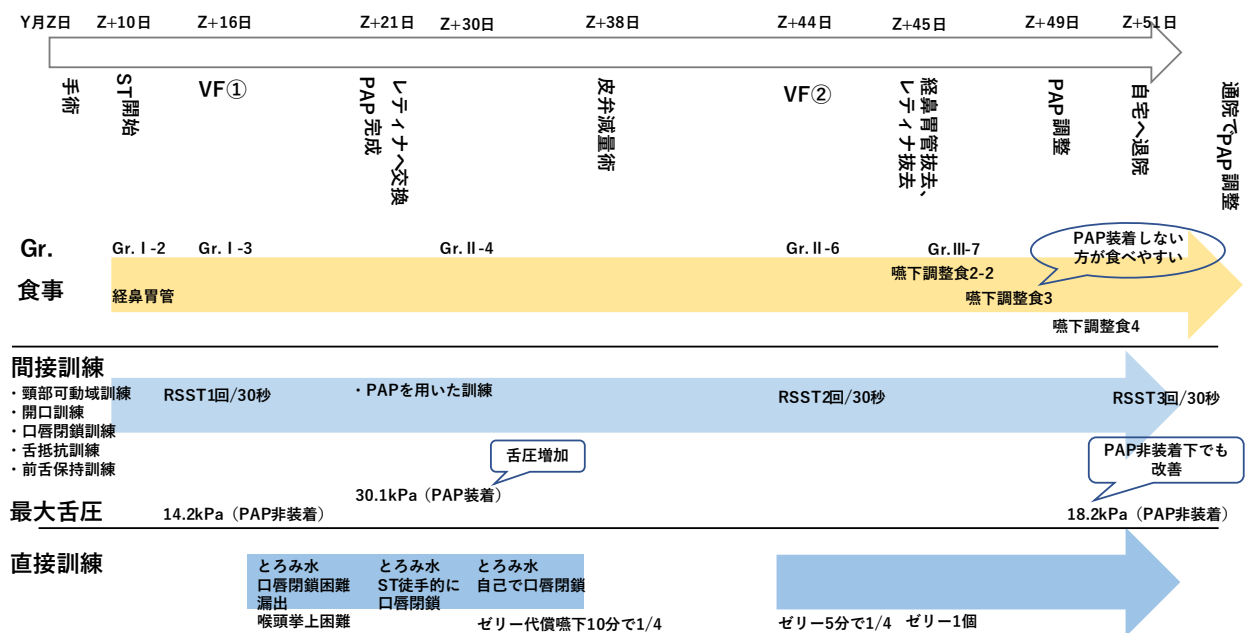 Y月Z日
Z+10日
Z+16日
Z+21日
Z+30日
Z+38日
Z+44日
Z+45日
Z+49日
Z+51日
手術
ST開始
VF①
レティナへ交換
PAP完成
皮弁減量術
VF②
経鼻胃管抜去、
レティナ抜去
PAP調整
自宅へ退院
通院でPAP調整
Gr.
Gr.Ⅰ-2
Gr.Ⅰ-3
Gr.Ⅱ-4
Gr.Ⅱ-6
Gr.Ⅲ-7
PAP装着しない
方が食べやすい
食事
経鼻胃管
嚥下調整食2-2
嚥下調整食3
嚥下調整食4
間接訓練
・頸部可動域訓練
・開口訓練
・口唇閉鎖訓練
・舌抵抗訓練
・前舌保持訓練
RSST1回/30秒
・PAPを用いた訓練
RSST2回/30秒
RSST3回/30秒
舌圧増加
PAP非装着下でも
改善
最大舌圧
14.2kPa（PAP非装着）
30.1kPa（PAP装着）
18.2kPa（PAP非装着）
直接訓練
とろみ水
口唇閉鎖困難
漏出
喉頭挙上困難
とろみ水
ST徒手的に
口唇閉鎖
とろみ水
自己で口唇閉鎖
ゼリー代償嚥下10分で1/4
ゼリー5分で1/4
ゼリー1個